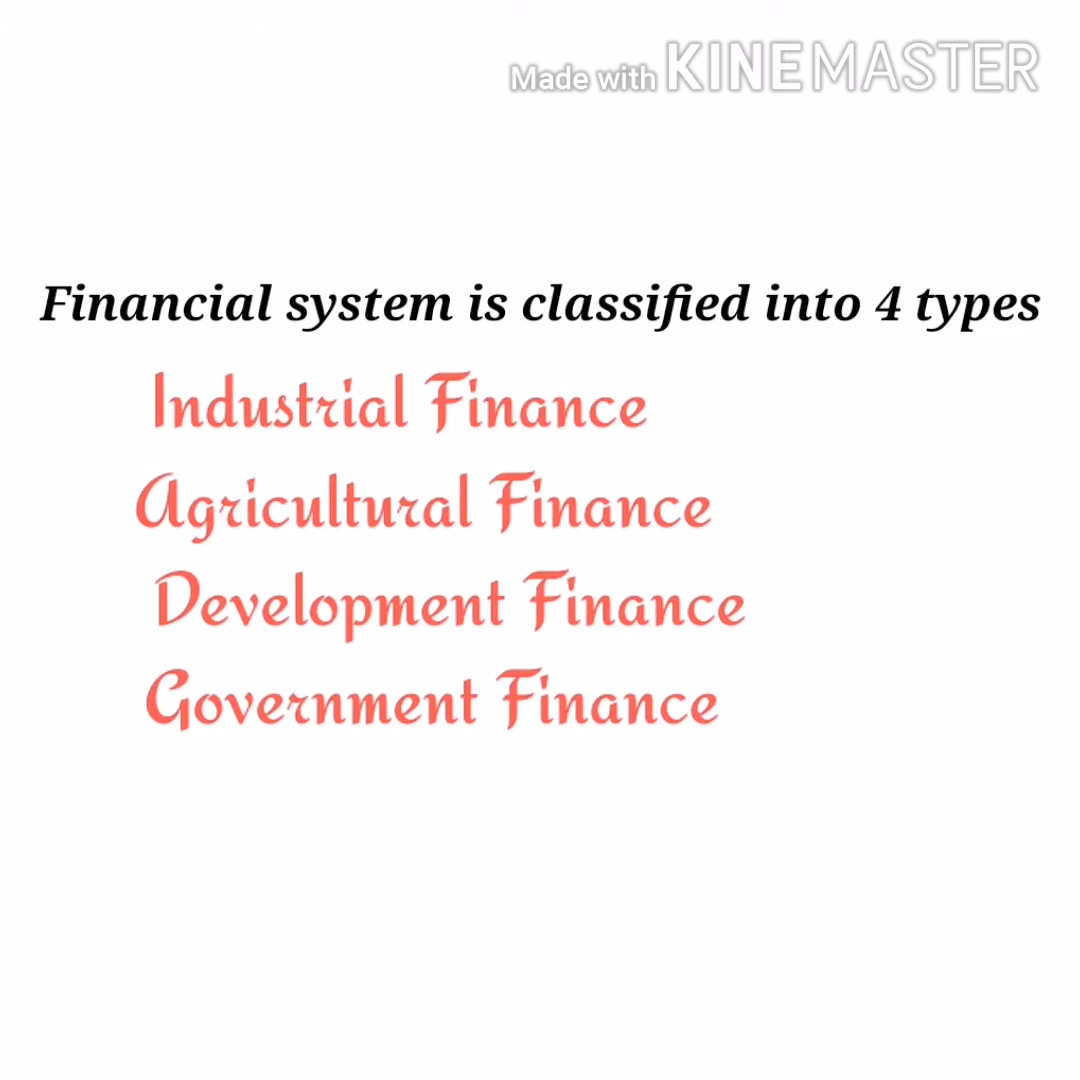 Made with KINEMASTER
Financial system is classified into 4 types
Industrial Finance
Agricultural Finance
Development Finance
Government Finance